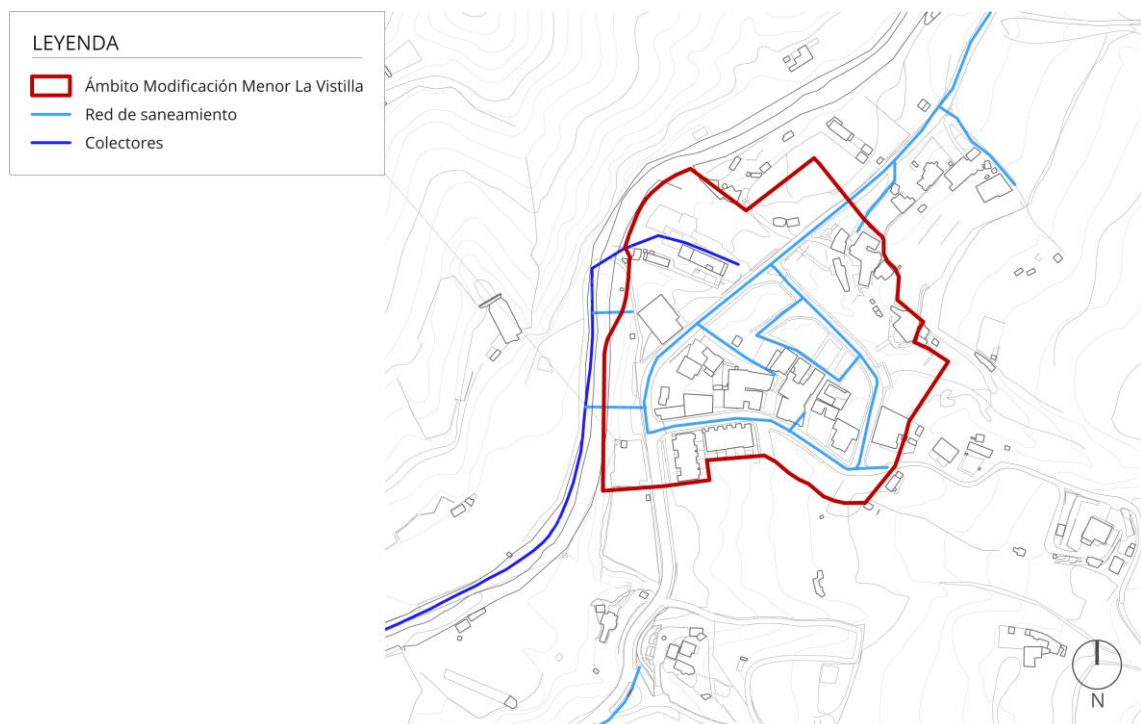 LEYENDA
Ámbito Modificación Menor La Vistilla
Red de saneamiento
Colectores
N